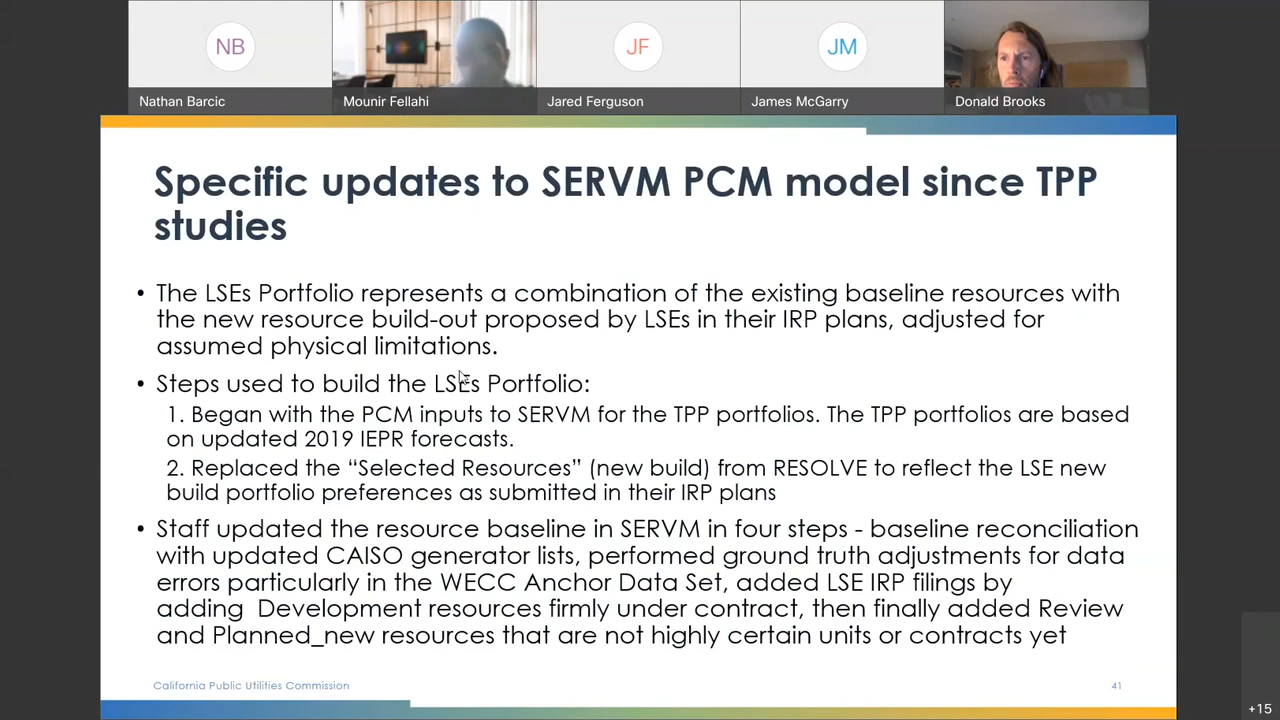 NB
JF
JM
Nathan Barcic
Mounir Fellahi
Jared Ferguson
James McGarry
Donald Brooks
Specific updates to SERVM PCM model since TPP
studies
• The LSEs Portfolio represents a combination of the existing baseline resources with
the new resource build-out proposed by LSEs in their IRP plans, adjusted for
assumed physical limitations.
• Steps used to build the LSEs Portfolio:
1. Began with the PCM inputs to SERVM for the TPP portfolios. The TPP portfolios are based
on updated 2019 IEPR forecasts.
2. Replaced the “Selected Resources” (new build) from RESOLVE to reflect the LSE new
build portfolio preferences as submitted in their IRP plans
• Staff updated the resource baseline in SERVM in four steps - baseline reconciliation
with updated CAISO generator lists, performed ground truth adjustments for data
errors particularly in the WECC Anchor Data Set, added LSE IRP filings by
adding  Development resources firmly under contract, then finally added Review
and Planned_new resources that are not highly certain units or contracts yet
California Public Utilities Commission
41
+15